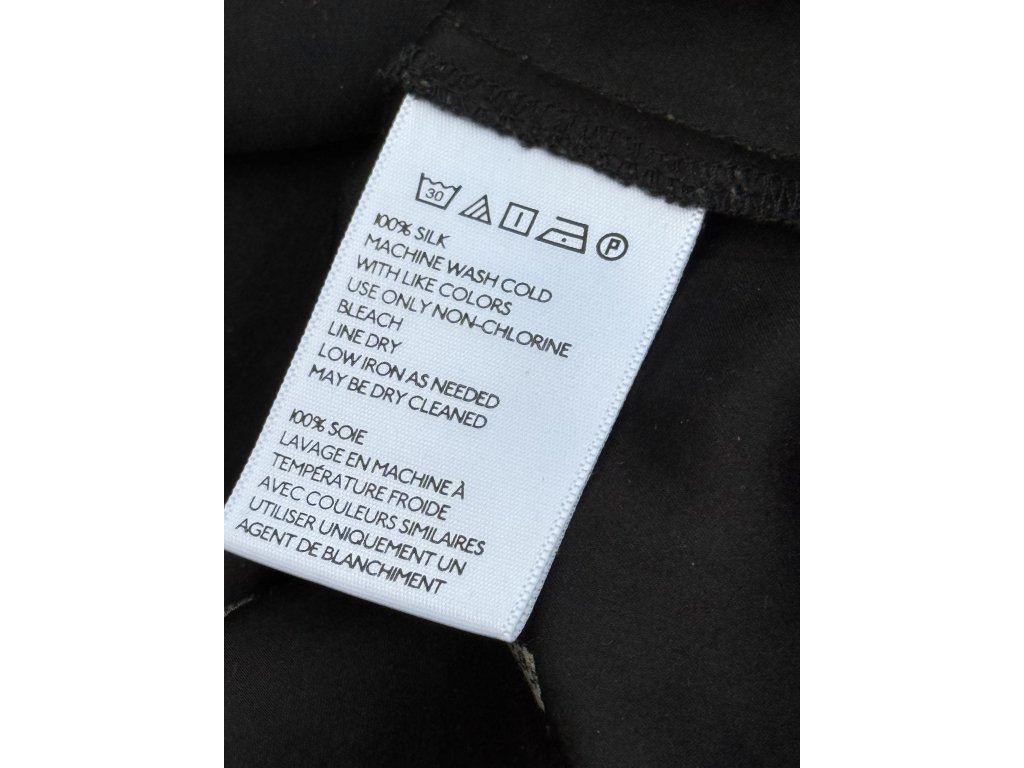 30 P
100% SILK
MACHINE WASH COLD
WITH LIKE COLORS
USE ONLY NON-CHLORINE
BLEACH
LINE DRY
LOW IRON AS NEEDED
MAY BE DRY CLEANED
100% SOIE
LAVAGE EN MACHINE À
TEMPÉRATURE FROIDE
AVEC COULEURS SIMILAIRES
UTILISER UNIQUEMENT UN
AGENT DE BLANCHIMENT